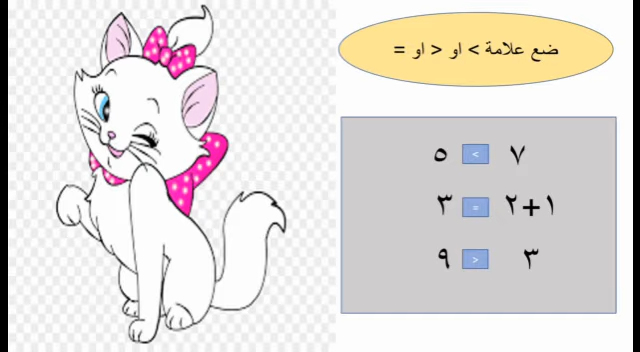 ضع علامة < او > او =
٧ > ٥
١+٢ = ٣
٣ < ٩